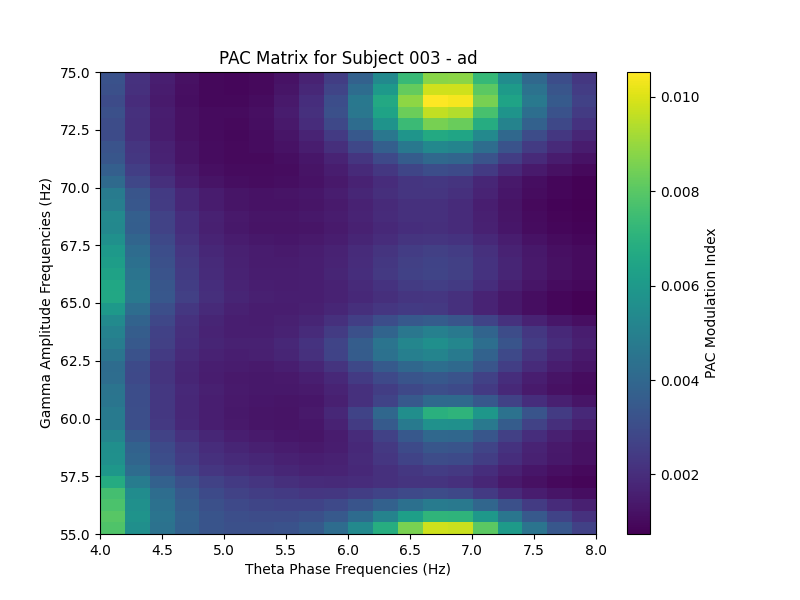 PAC Matrix for Subject 003 - ad
75.0
72.5
70.0
67.5
65.0
62.5
60.0
57.5
55.0
Gamma Amplitude Frequencies (Hz)
4.0 4.5 5.0 5.5 6.0 6.5 7.0 7.5 8.0
Theta Phase Frequencies (Hz)
0.010
0.008
0.006
0.004
0.002
PAC Modulation Index